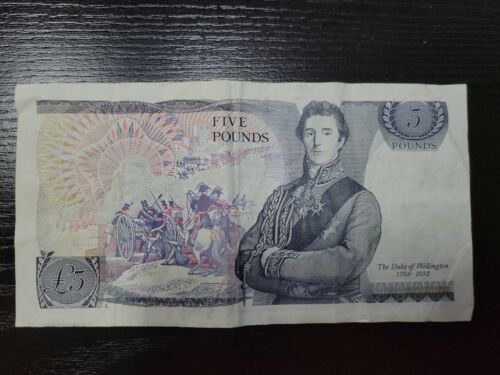 FIVE
POUNDS
5
POUNDS
The Duke of Wellington
1769-1852
£5